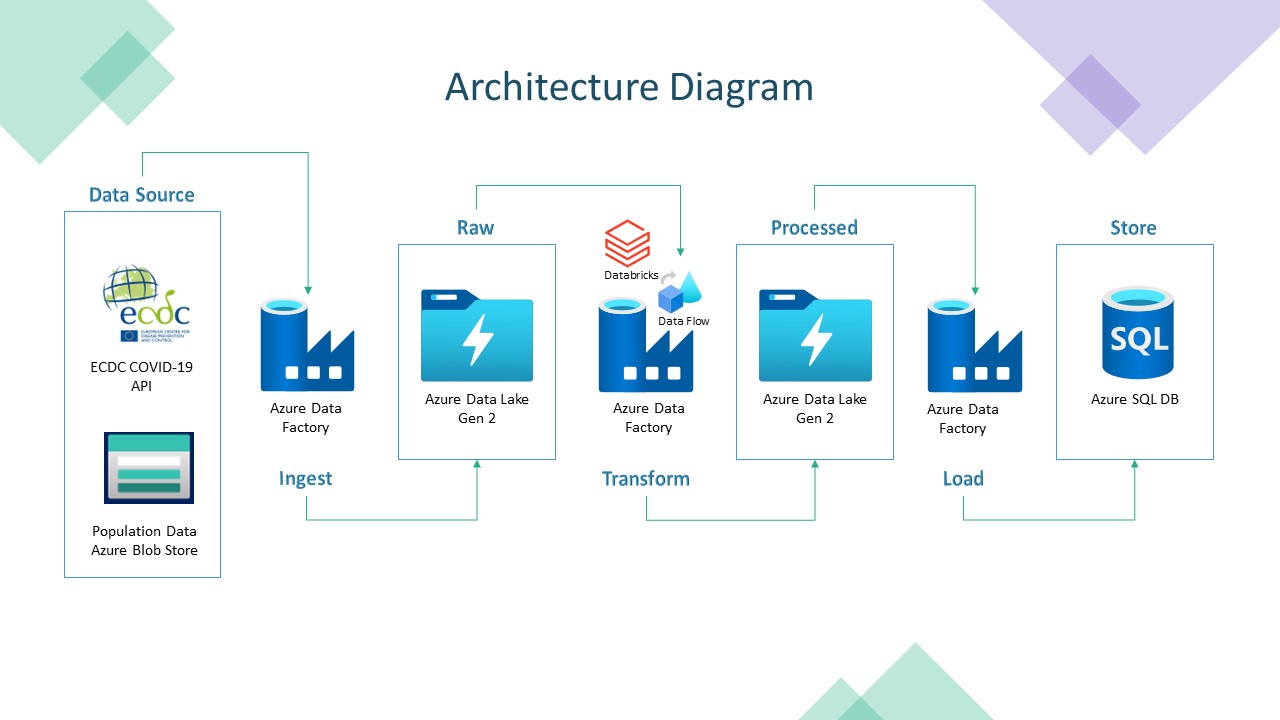 Architecture Diagram
Data Source
ecdc
EUROPEAN CENTRE FOR
DISEASE PREVENTION
AND CONTROL
ECDC COVID-19
API
Population Data
Azure Blob Store
Azure Data
Factory
Ingest
Raw
Azure Data Lake
Gen 2
Databricks
Data Flow
Azure Data
Factory
Transform
Processed
Azure Data Lake
Gen 2
Azure Data
Factory
Load
Store
SQL
Azure SQL DB